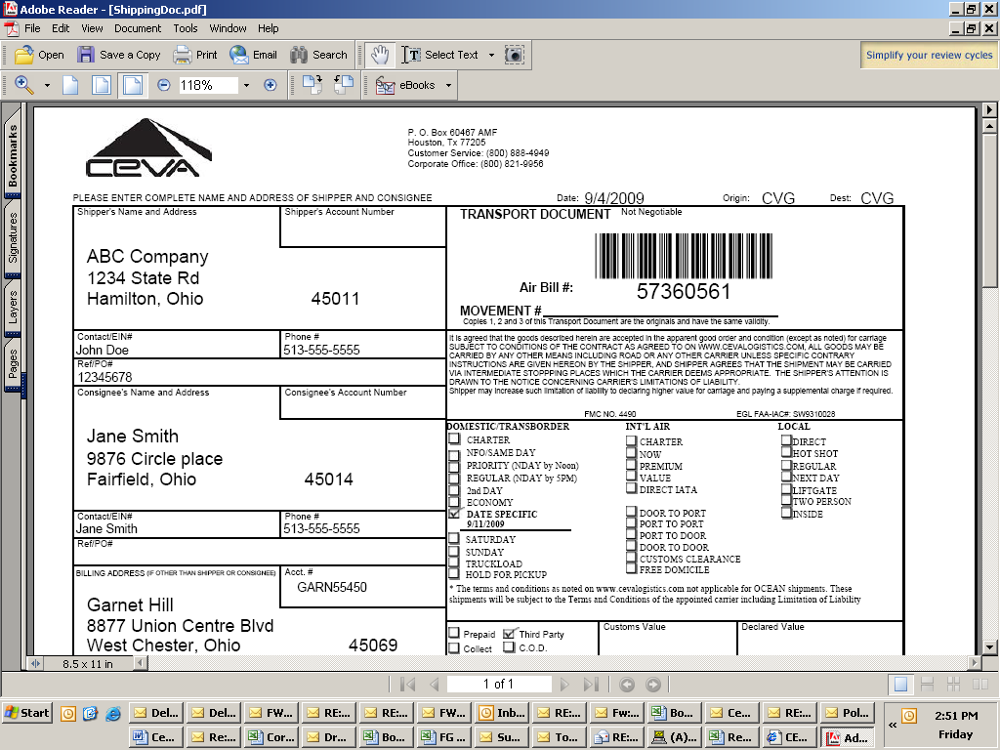 Adobe Reader - [ShippingDoc.pdf]
File Edit View Document Tools Window Help
Open Save a Copy Print Email Search Select Text Simplify your review cycles
118% eBooks
Bookmarks
Signatures
Layers
Pages
CEVA
P. O. Box 60467 AMF
Houston, Tx 77205
Customer Service: (800) 888-4949
Corporate Office: (800) 821-9956
PLEASE ENTER COMPLETE NAME AND ADDRESS OF SHIPPER AND CONSIGNEE
Date: 9/4/2009 Origin: CVG Dest: CVG
Shipper's Name and Address
Shipper's Account Number
ABC Company
1234 State Rd
Hamilton, Ohio 45011
TRANSPORT DOCUMENT Not Negotiable
Air Bill #: 57360561
MOVEMENT #
Copies 1, 2 and 3 of this Transport Document are the originals and have the same validity.
Contact/EIN# Phone #
John Doe 513-555-5555
Ref/PO#
12345678
It is agreed that the goods described herein are accepted in the apparent good order and condition (except as noted) for carriage
SUBJECT TO CONDITIONS OF THE CONTRACT AS AGREED TO ON WWW.CEVALOGISTICS.COM, ALL GOODS MAY BE
CARRIED BY ANY OTHER MEANS INCLUDING ROAD OR ANY OTHER CARRIER UNLESS SPECIFIC CONTRARY
INSTRUCTIONS ARE GIVEN HEREON BY THE SHIPPER, AND SHIPPER AGREES THAT THE SHIPMENT MAY BE CARRIED
VIA INTERMEDIATE STOPPPING PLACES WHICH THE CARRIER DEEMS APPROPRIATE. THE SHIPPER'S ATTENTION IS
DRAWN TO THE NOTICE CONCERNING CARRIER'S LIMITATIONS OF LIABILITY.
Shipper may increase such limitation of liability to declaring higher value for carriage and paying a supplemental charge if required.
FMC NO. 4490 EGL FAA-IAC#: SW9310028
Consignee's Name and Address
Consignee's Account Number
Jane Smith
9876 Circle place
Fairfield, Ohio 45014
Contact/EIN# Phone #
Jane Smith 513-555-5555
Ref/PO#
BILLING ADDRESS (IF OTHER THAN SHIPPER OR CONSIGNEE) Acct. #
GARN55450
Garnet Hill
8877 Union Centre Blvd
West Chester, Ohio 45069
DOMESTIC/TRANSBORDER
CHARTER
NFO/SAME DAY
PRIORITY (NDAY by Noon)
REGULAR (NDAY by 5PM)
2nd DAY
ECONOMY
DATE SPECIFIC
9/11/2009
SATURDAY
SUNDAY
TRUCKLOAD
HOLD FOR PICKUP
INT'L AIR
CHARTER
NOW
PREMIUM
VALUE
DIRECT IATA
DOOR TO PORT
PORT TO PORT
PORT TO DOOR
DOOR TO DOOR
CUSTOMS CLEARANCE
FREE DOMICILE
LOCAL
DIRECT
HOT SHOT
REGULAR
NEXT DAY
LIFTGATE
TWO PERSON
INSIDE
* The terms and conditions as noted on www.cevalogistics.com not applicable for OCEAN shipments. These
shipments will be subject to the Terms and Conditions of the appointed carrier including Limitation of Liability
Prepaid Third Party
Collect C.O.D.
Customs Value
Declared Value
8.5 x 11 in
1 of 1
Start Del... Del... FW... RE:... RE:... FW... Inb... RE:... Fw:... Bo... Ce... RE:... Pol... « 2:51 PM
Ce... Re:... Cor... Dr... Bo... FG ... Su... To... RE:... (A)... Re... CE... Ad... Friday